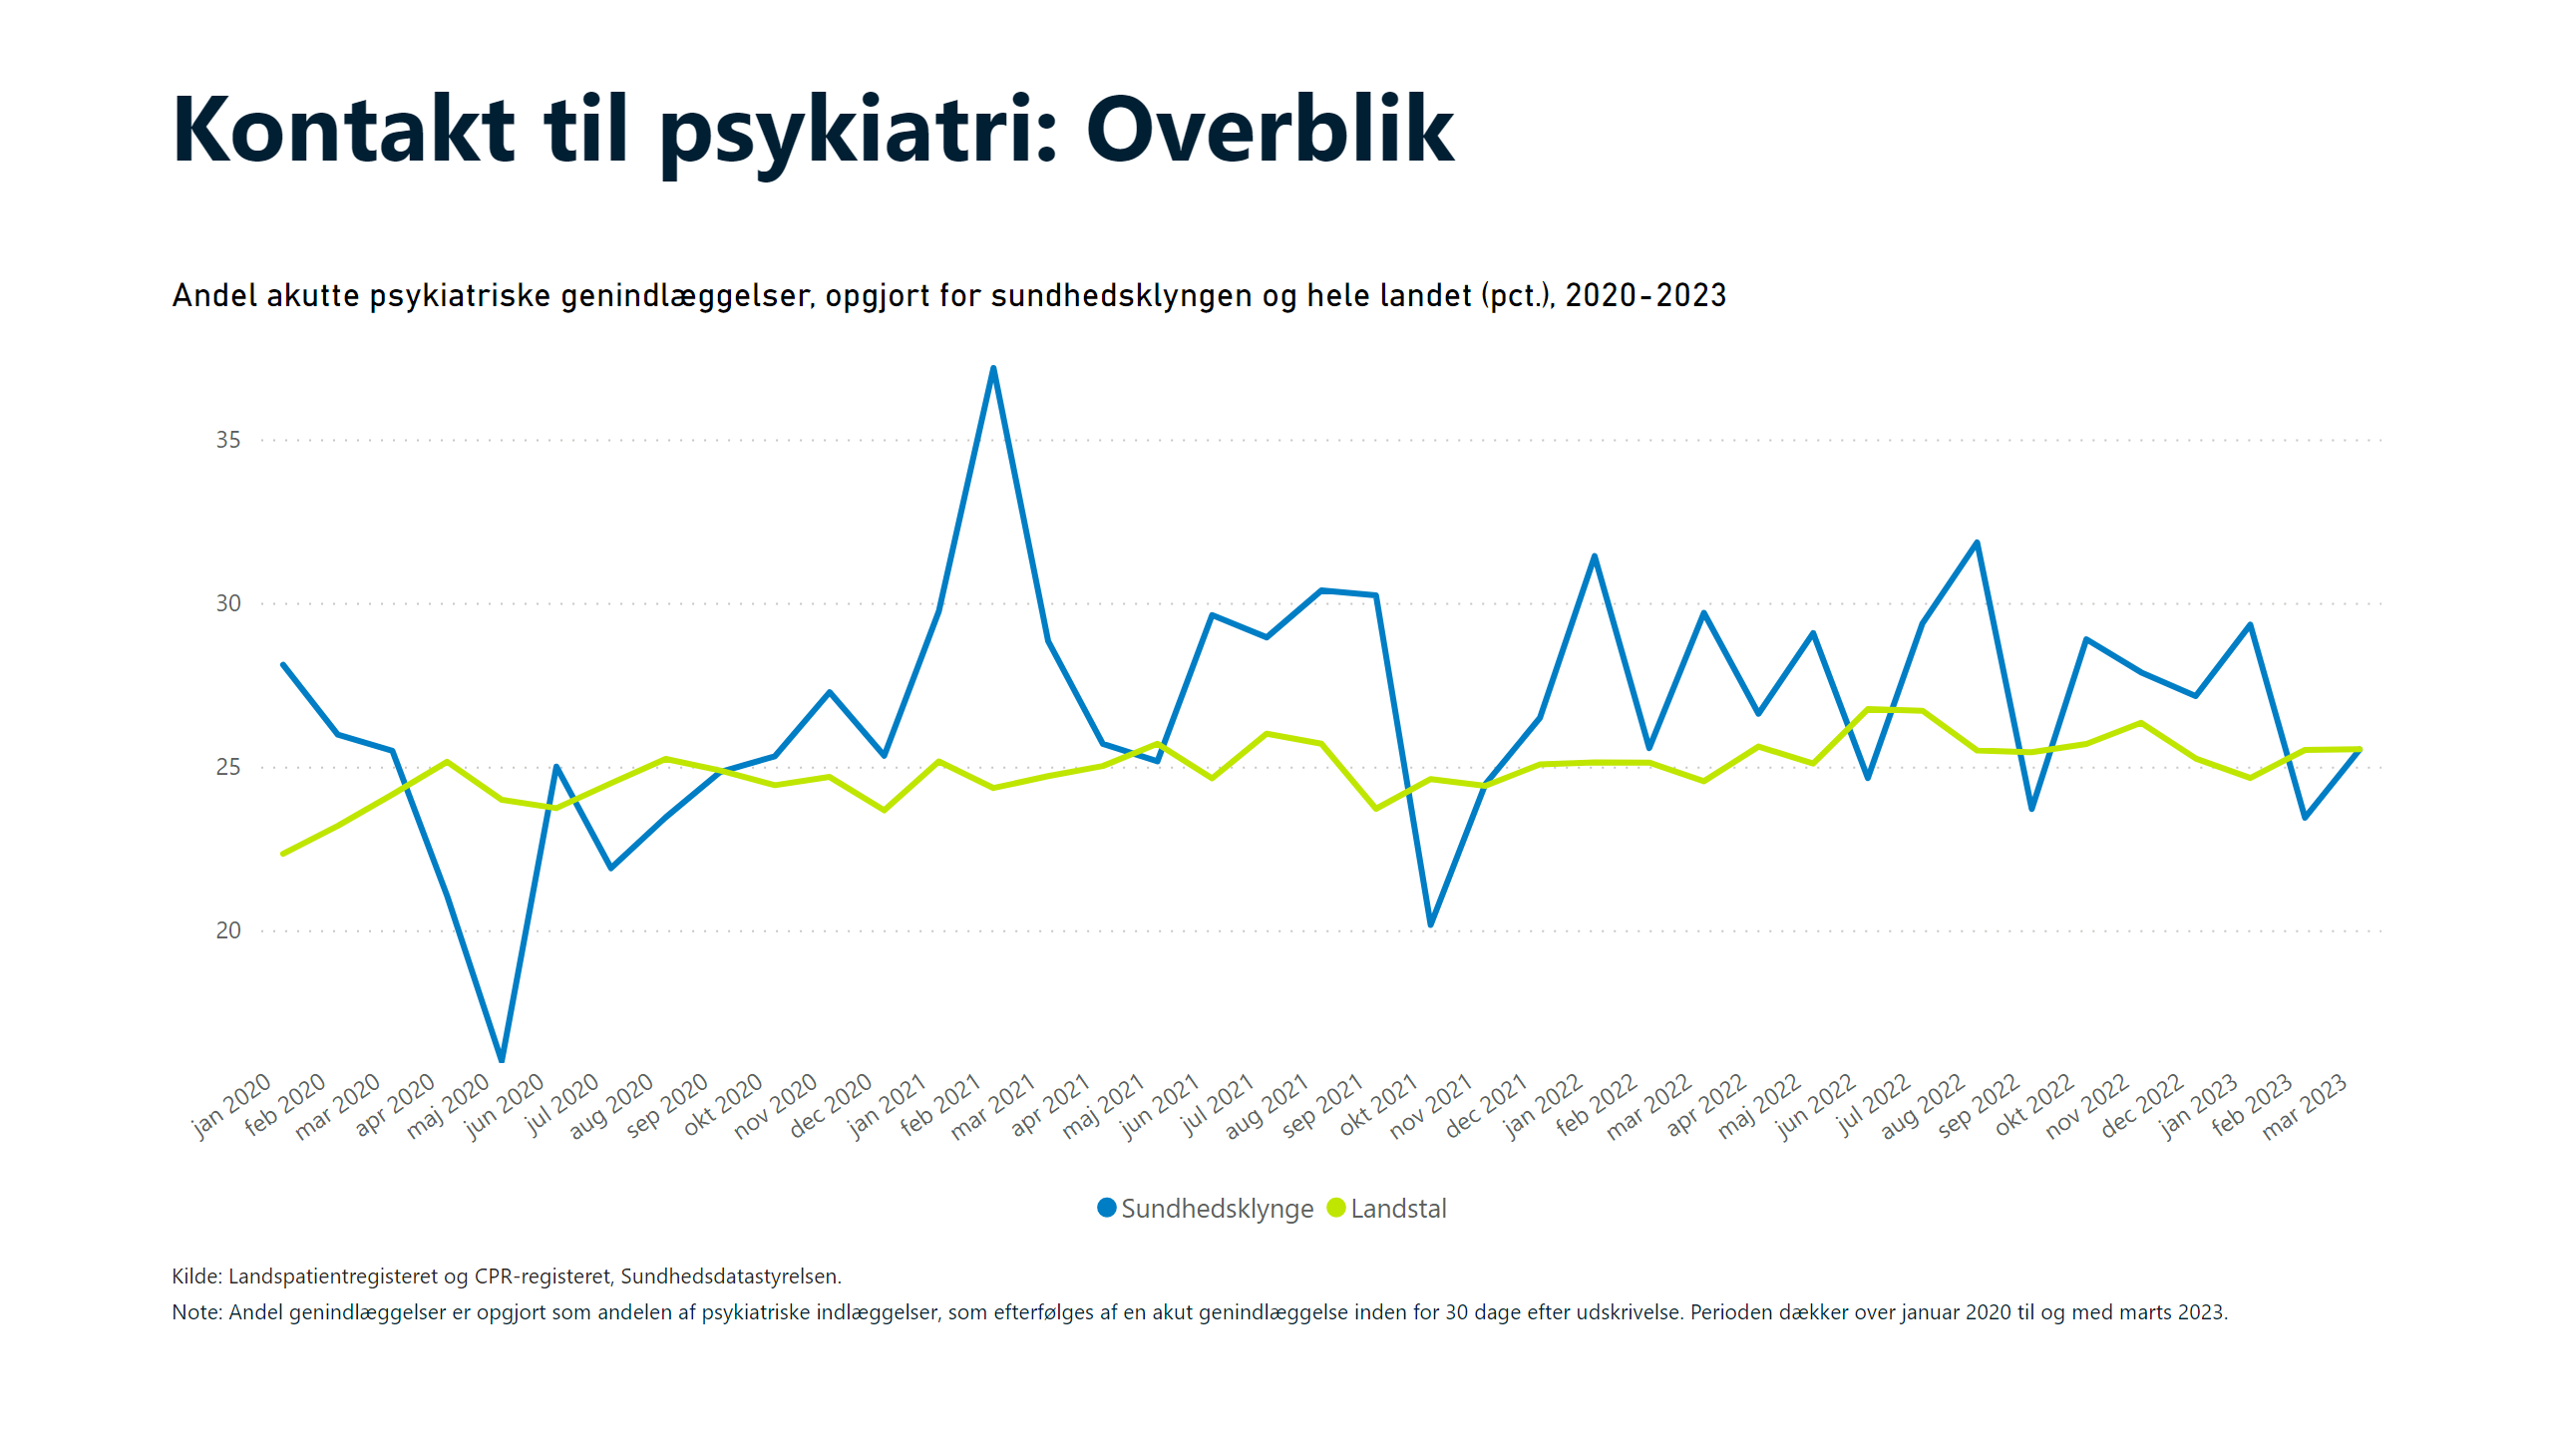 Kontakt til psykiatri: Overblik
Andel akutte psykiatriske genindlæggelser, opgjort for sundhedsklyngen og hele landet (pct.), 2020-2023
35
30
25
20
jan 2020
feb 2020
mar 2020
apr 2020
maj 2020
jun 2020
jul 2020
aug 2020
sep 2020
okt 2020
nov 2020
dec 2020
jan 2021
feb 2021
mar 2021
apr 2021
maj 2021
jun 2021
jul 2021
aug 2021
sep 2021
okt 2021
nov 2021
dec 2021
jan 2022
feb 2022
mar 2022
apr 2022
maj 2022
jun 2022
jul 2022
aug 2022
sep 2022
okt 2022
nov 2022
dec 2022
jan 2023
feb 2023
mar 2023
Sundhedsklynge Landstal
Kilde: Landspatientregisteret og CPR-registeret, Sundhedsdatastyrelsen.
Note: Andel genindlæggelser er opgjort som andelen af psykiatriske indlæggelser, som efterfølges af en akut genindlæggelse inden for 30 dage efter udskrivelse. Perioden dækker over januar 2020 til og med marts 2023.